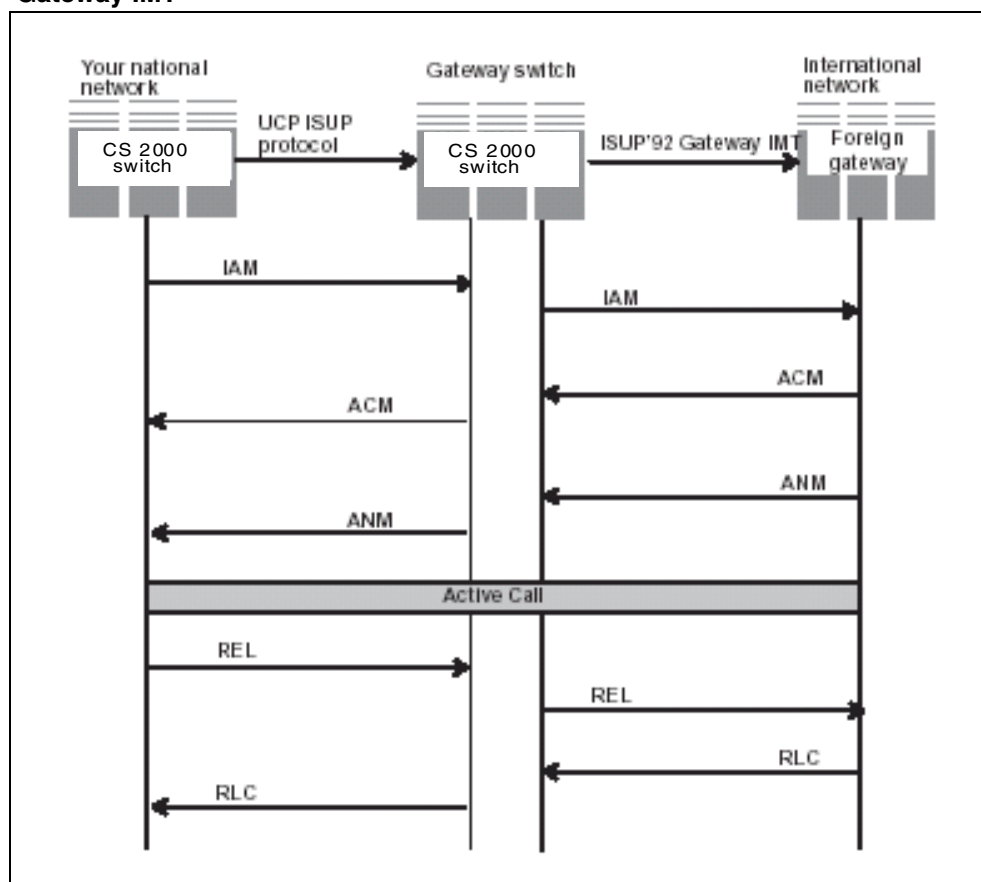 Gateway IMT
Your national
network
Gateway switch
International
network
UCP ISUP
protocol
CS 2000
switch
CS 2000
switch
ISUP'92 Gateway IMT
Foreign
gateway
IAM
IAM
ACM
ACM
ANM
ANM
Active Call
REL
REL
RLC
RLC